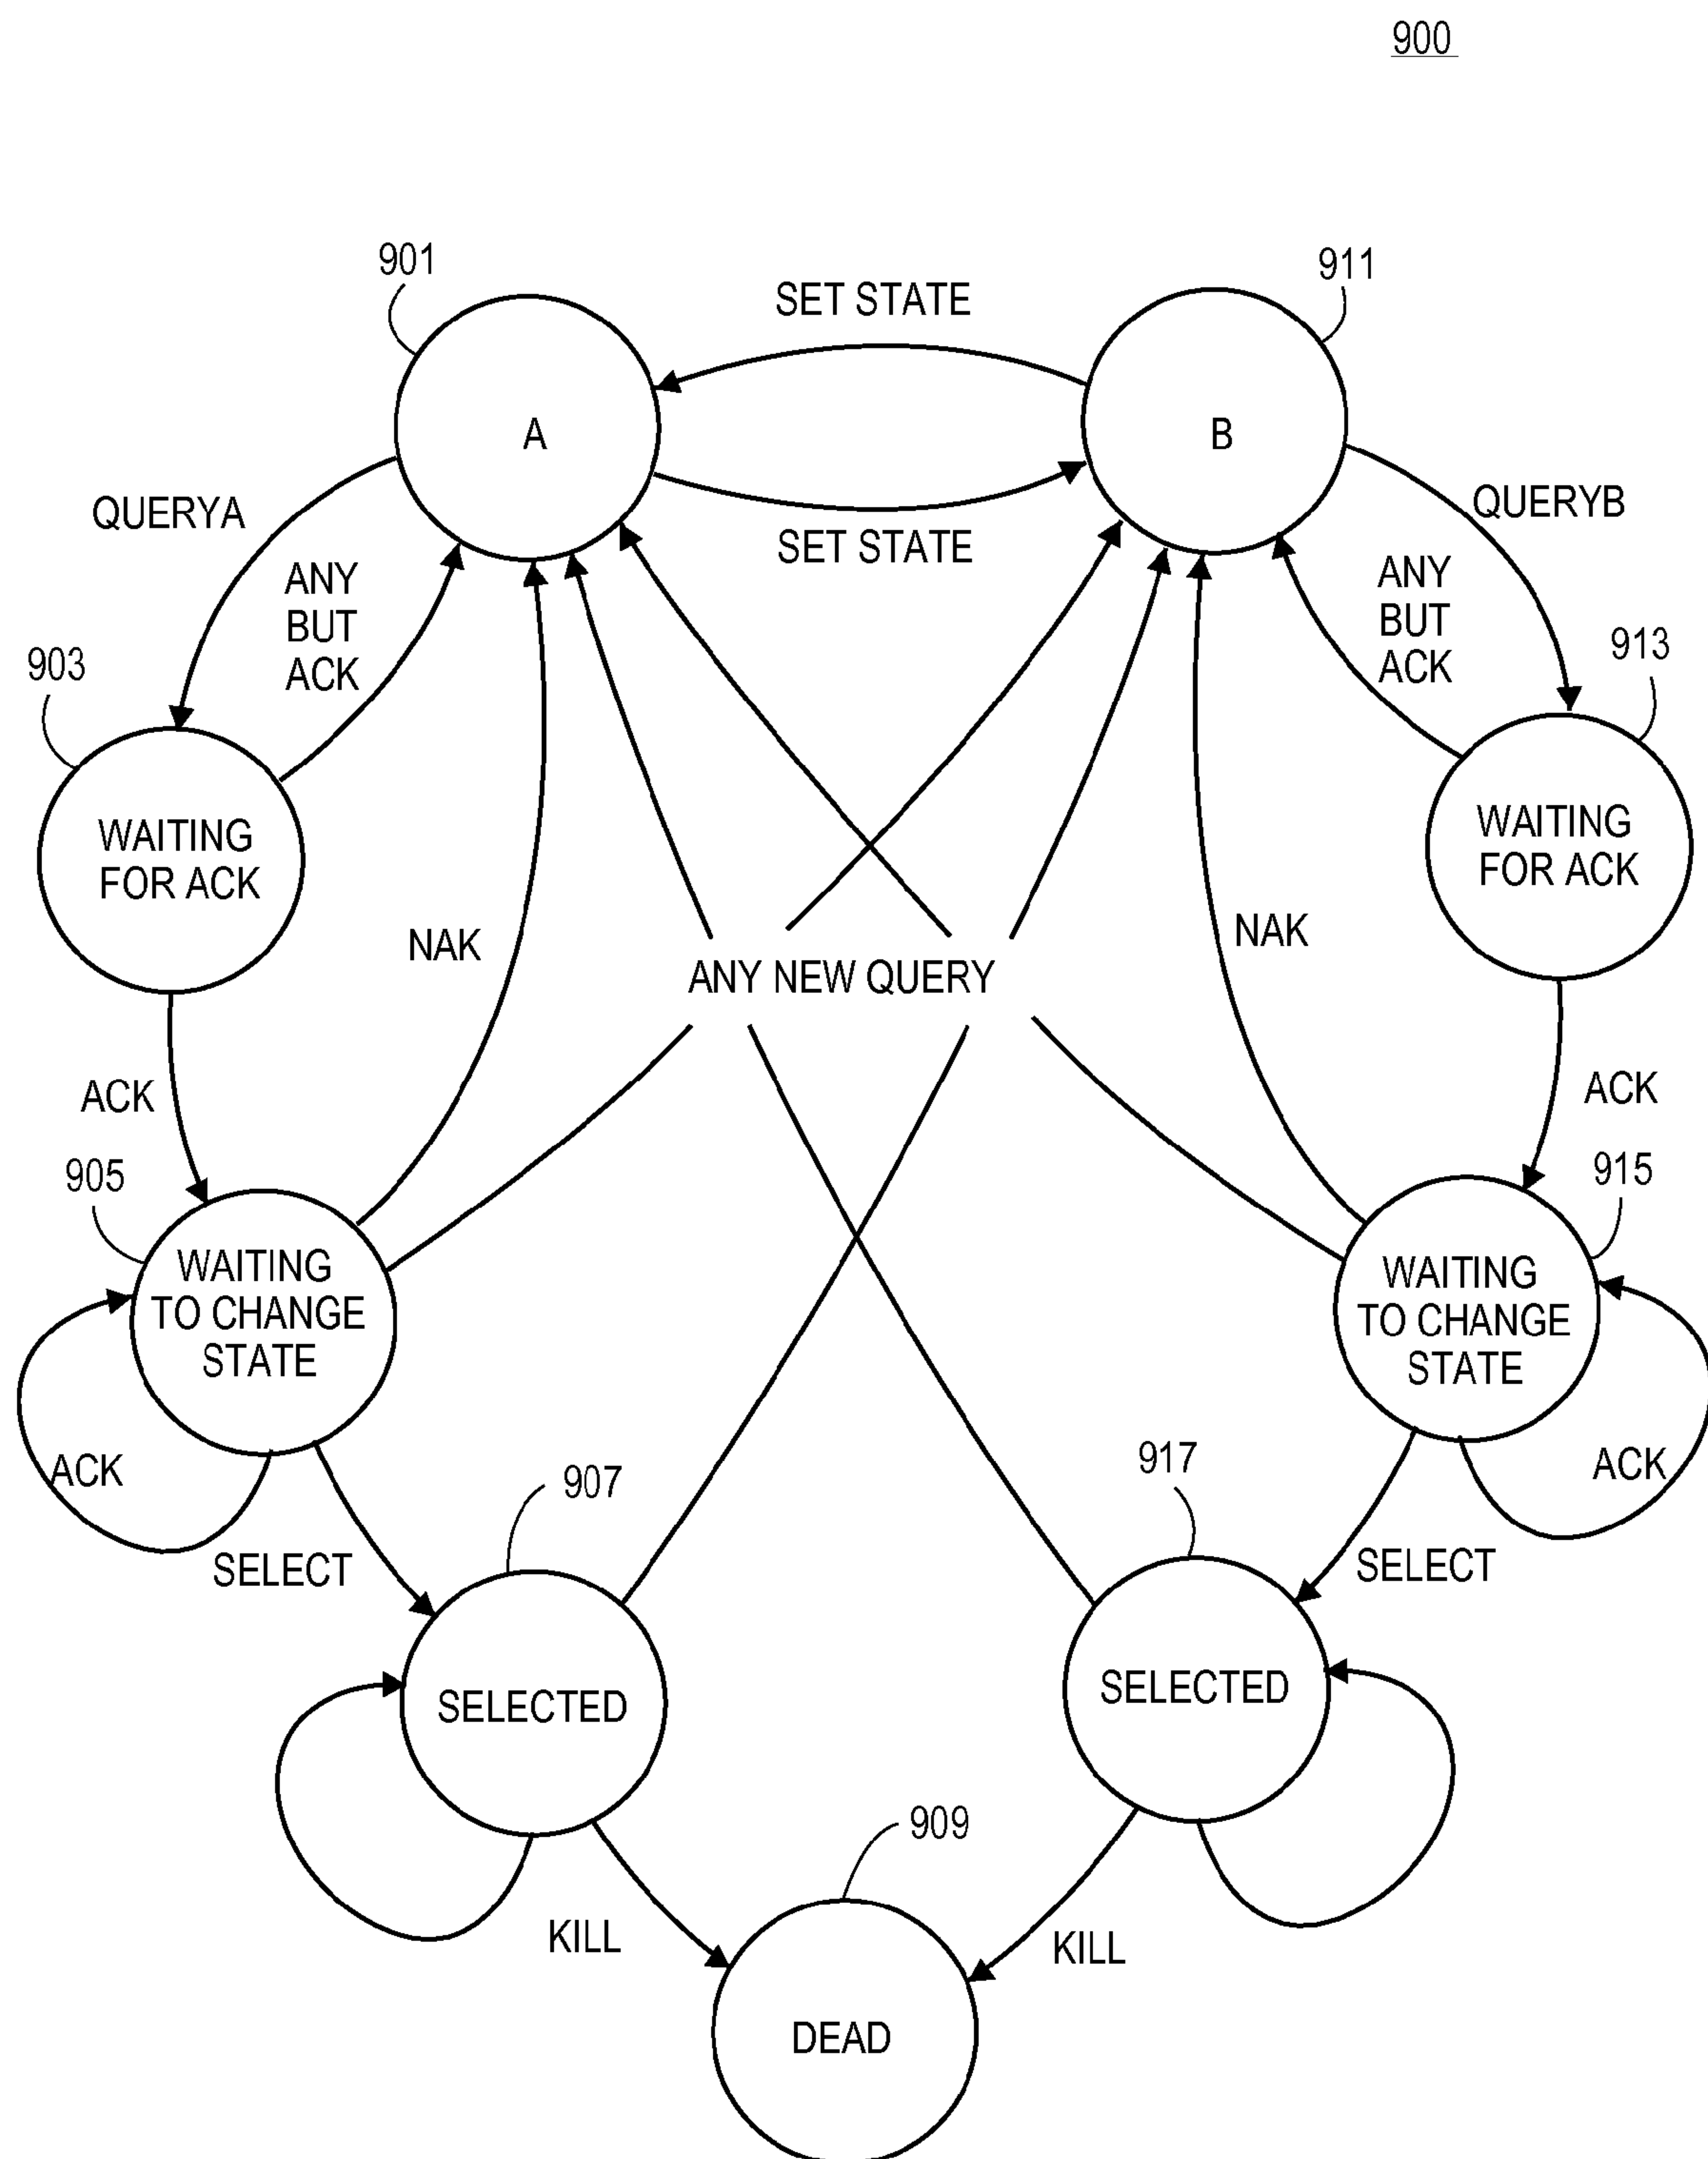 900
901
911
SET STATE
A
B
QUERYA
SET STATE
QUERYB
ANY
BUT
ACK
ANY
BUT
ACK
903
913
WAITING
FOR ACK
WAITING
FOR ACK
NAK
ANY NEW QUERY
NAK
ACK
ACK
905
915
WAITING
TO CHANGE
STATE
WAITING
TO CHANGE
STATE
ACK
907
917
ACK
SELECT
SELECT
SELECTED
SELECTED
909
KILL
KILL
DEAD